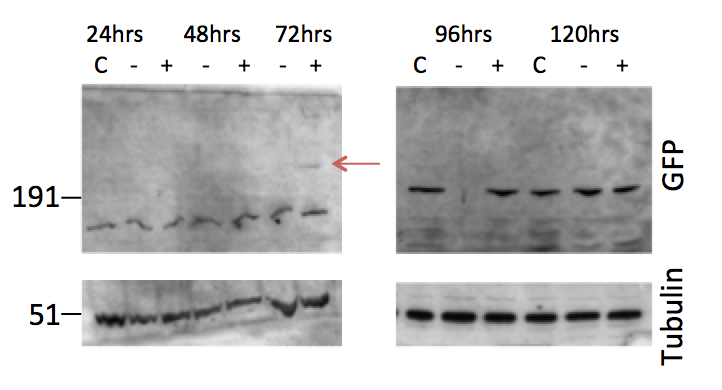 24hrs 48hrs 72hrs 96hrs 120hrs
C - + - + - + C - + C - +
191
GFP
51
Tubulin